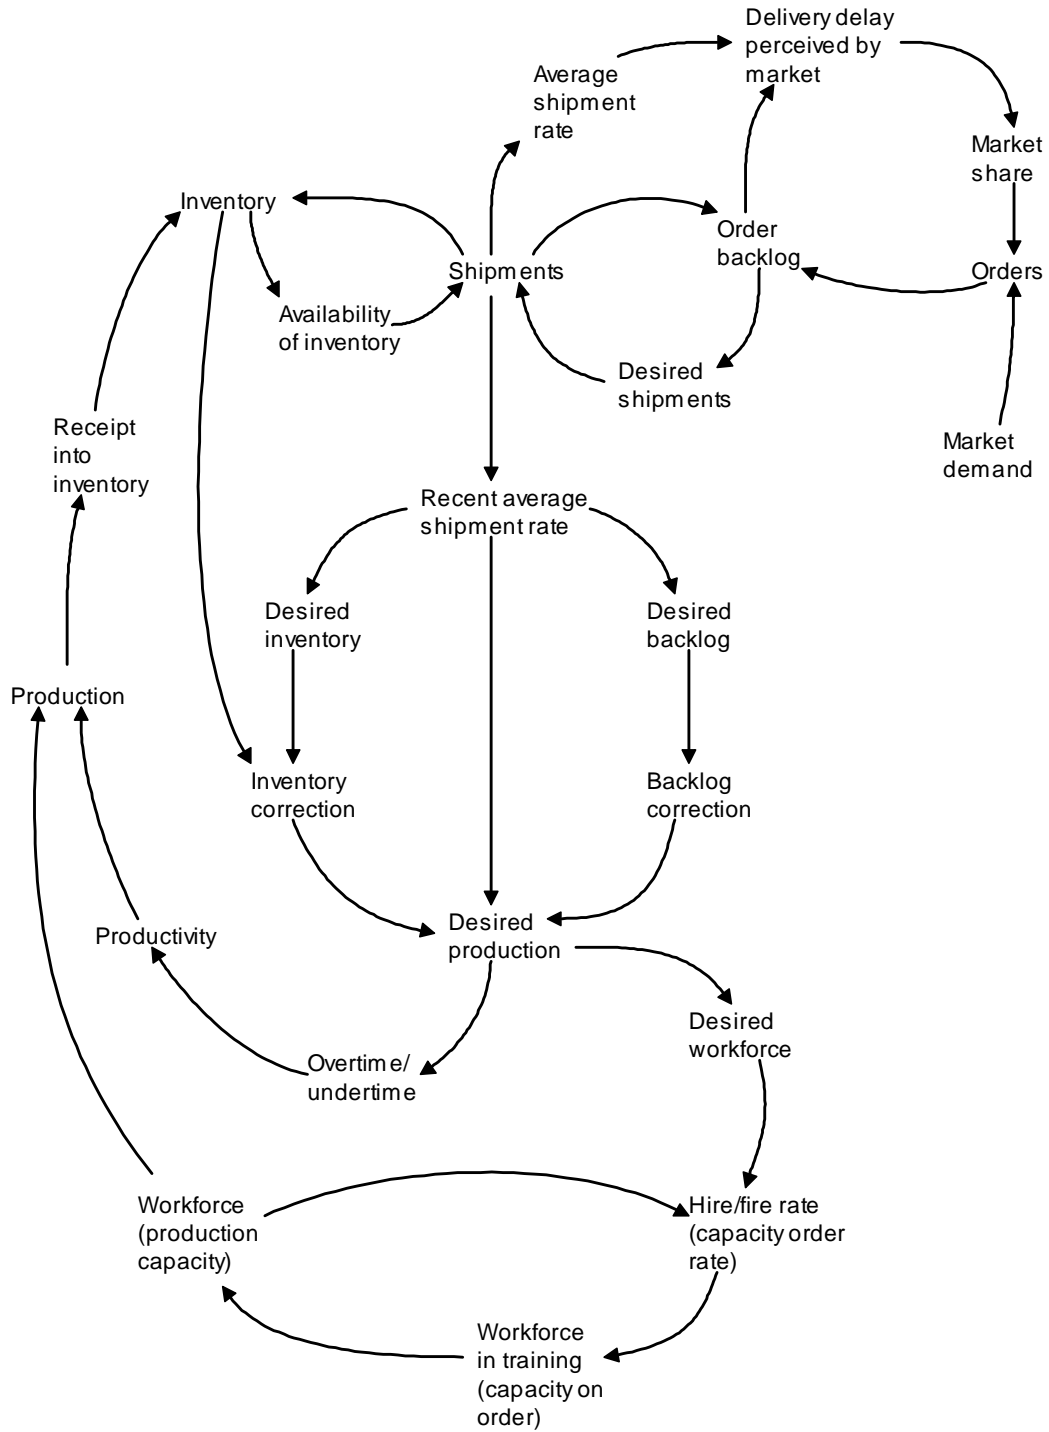 Delivery delay
perceived by
market
Average
shipment
rate
Market
share
Inventory
Order
backlog
Shipments
Orders
Availability
of inventory
Desired
shipments
Receipt
into
inventory
Market
demand
Recent average
shipment rate
Desired
inventory
Desired
backlog
Production
Inventory
correction
Backlog
correction
Desired
production
Productivity
Desired
workforce
Overtime/
undertime
Workforce
(production
capacity)
Hire/fire rate
(capacity order
rate)
Workforce
in training
(capacity on
order)